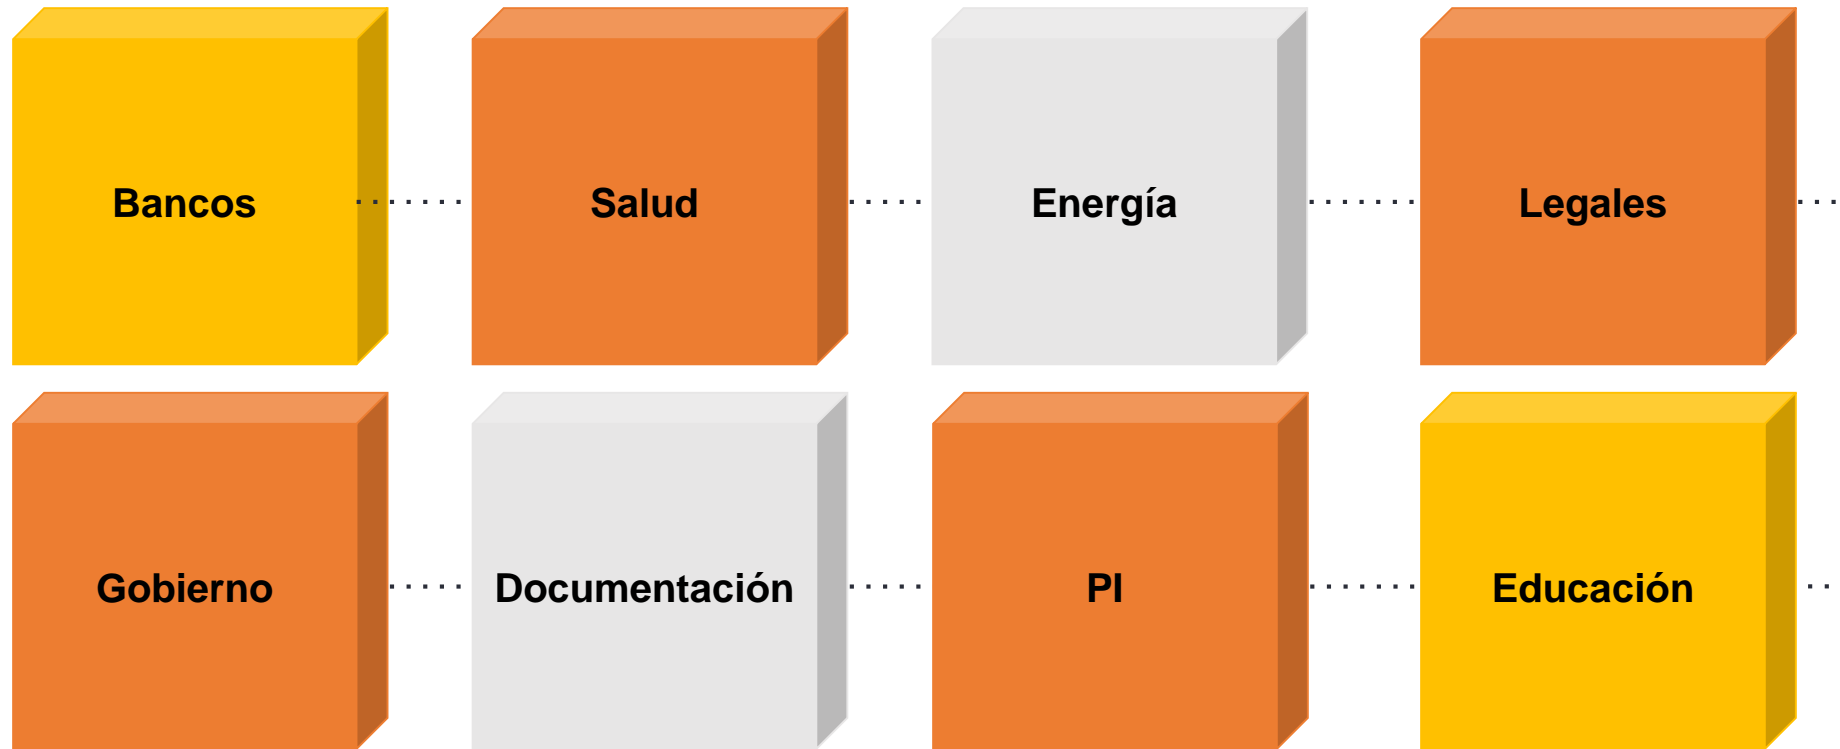 Bancos
Salud
Energía
Legales
Gobierno
Documentación
PI
Educación